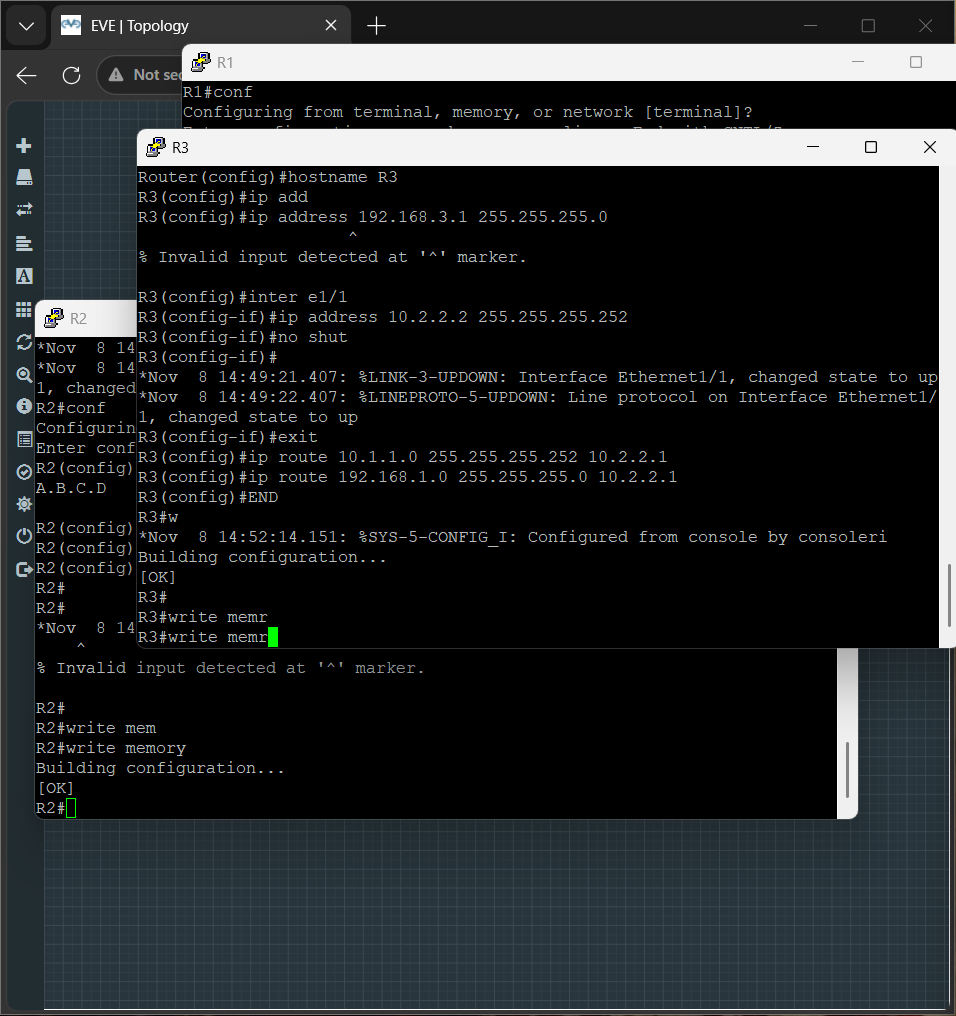 EVE | Topology
Not sec
R1
R1#conf
Configuring from terminal, memory, or network [terminal]?
R3
Router(config)#hostname R3
R3(config)#ip add
R3(config)#ip address 192.168.3.1 255.255.255.0
^
% Invalid input detected at '^' marker.
R3(config)#inter e1/1
R3(config-if)#ip address 10.2.2.2 255.255.255.252
R3(config-if)#no shut
R3(config-if)#
*Nov  8 14:49:21.407: %LINK-3-UPDOWN: Interface Ethernet1/1, changed state to up
*Nov  8 14:49:22.407: %LINEPROTO-5-UPDOWN: Line protocol on Interface Ethernet1/
1, changed state to up
R3(config-if)#exit
R3(config)#ip route 10.1.1.0 255.255.255.252 10.2.2.1
R3(config)#ip route 192.168.1.0 255.255.255.0 10.2.2.1
R3(config)#END
R3#w
*Nov  8 14:52:14.151: %SYS-5-CONFIG_I: Configured from console by consoleri
Building configuration...
[OK]
R3#
R3#write memr
R3#write memr
R2
*Nov  8 14
*Nov  8 14
1, changed
R2#conf
Configurin
Enter conf
R2(config)
A.B.C.D
R2(config)
R2(config)
R2(config)
R2#
R2#
*Nov  8 14
^
% Invalid input detected at '^' marker.
R2#
R2#write mem
R2#write memory
Building configuration...
[OK]
R2#